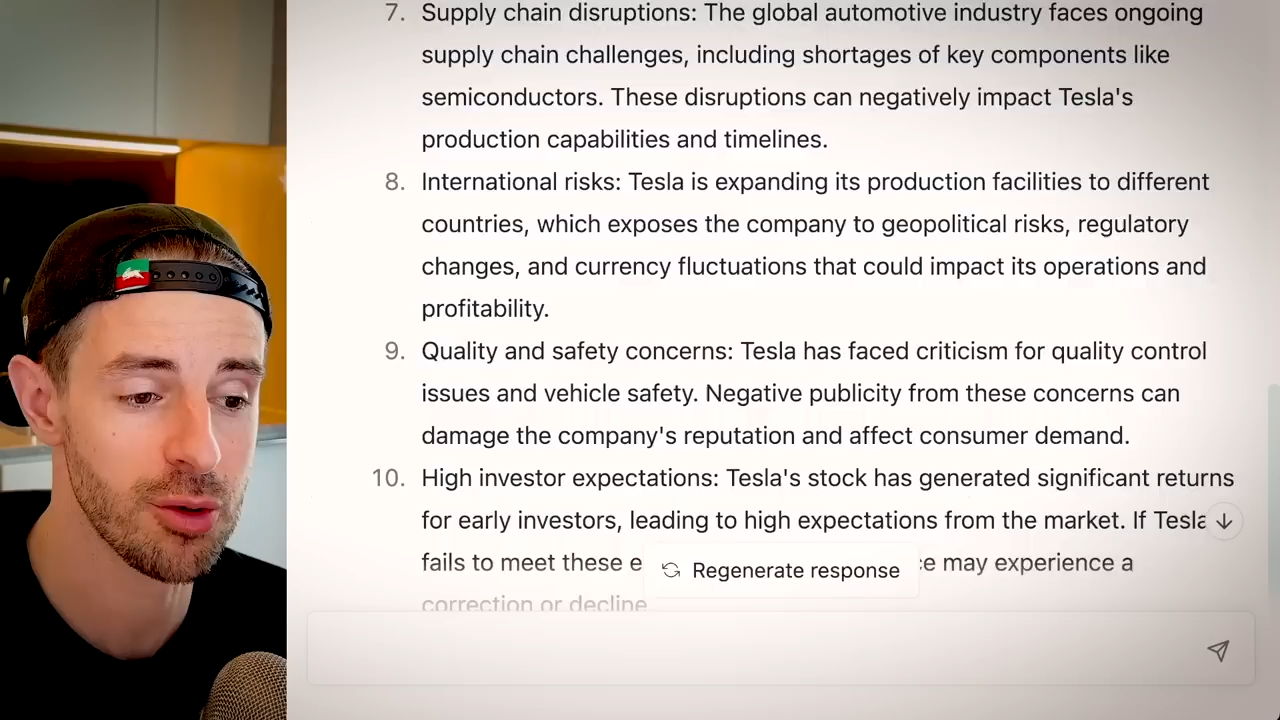 7. Supply chain disruptions: The global automotive industry faces ongoing
supply chain challenges, including shortages of key components like
semiconductors. These disruptions can negatively impact Tesla's
production capabilities and timelines.
8. International risks: Tesla is expanding its production facilities to different
countries, which exposes the company to geopolitical risks, regulatory
changes, and currency fluctuations that could impact its operations and
profitability.
9. Quality and safety concerns: Tesla has faced criticism for quality control
issues and vehicle safety. Negative publicity from these concerns can
damage the company's reputation and affect consumer demand.
10. High investor expectations: Tesla's stock has generated significant returns
for early investors, leading to high expectations from the market. If Tesla
fails to meet these may experience a
Regenerate response
correction or decline